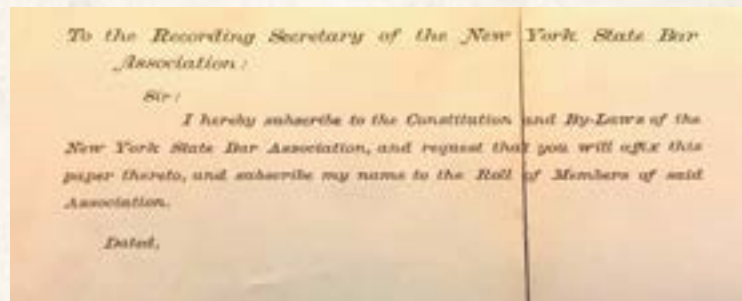 To the Recording Secretary of the New York State Bar
Association:
Sir:
I hereby subscribe to the Constitution and By-Laws of the
New York State Bar Association, and request that you will affix this
paper thereto, and subscribe my name to the Roll of Members of said
Association.
Dated,